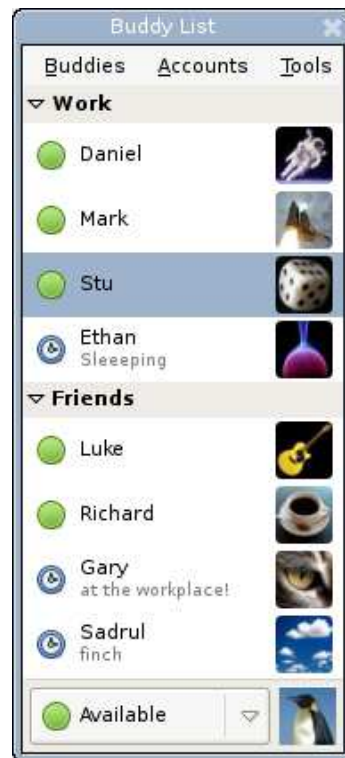 Buddy List
Buddies Accounts Tools
Work
Daniel
Mark
Stu
Ethan
Sleeeping
Friends
Luke
Richard
Gary
at the workplace!
Sadrul
finch
Available